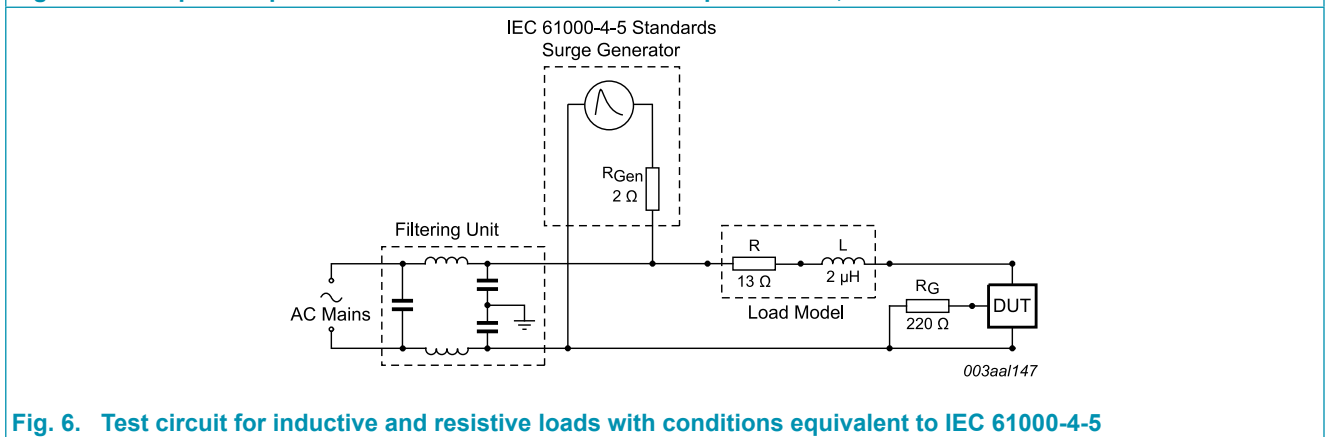 IEC 61000-4-5 Standards
Surge Generator
RGen
2 Ω
Filtering Unit
AC Mains
R
13 Ω
L
2 µH
Load Model
RG
220 Ω
DUT
003aal147
Fig. 6. Test circuit for inductive and resistive loads with conditions equivalent to IEC 61000-4-5